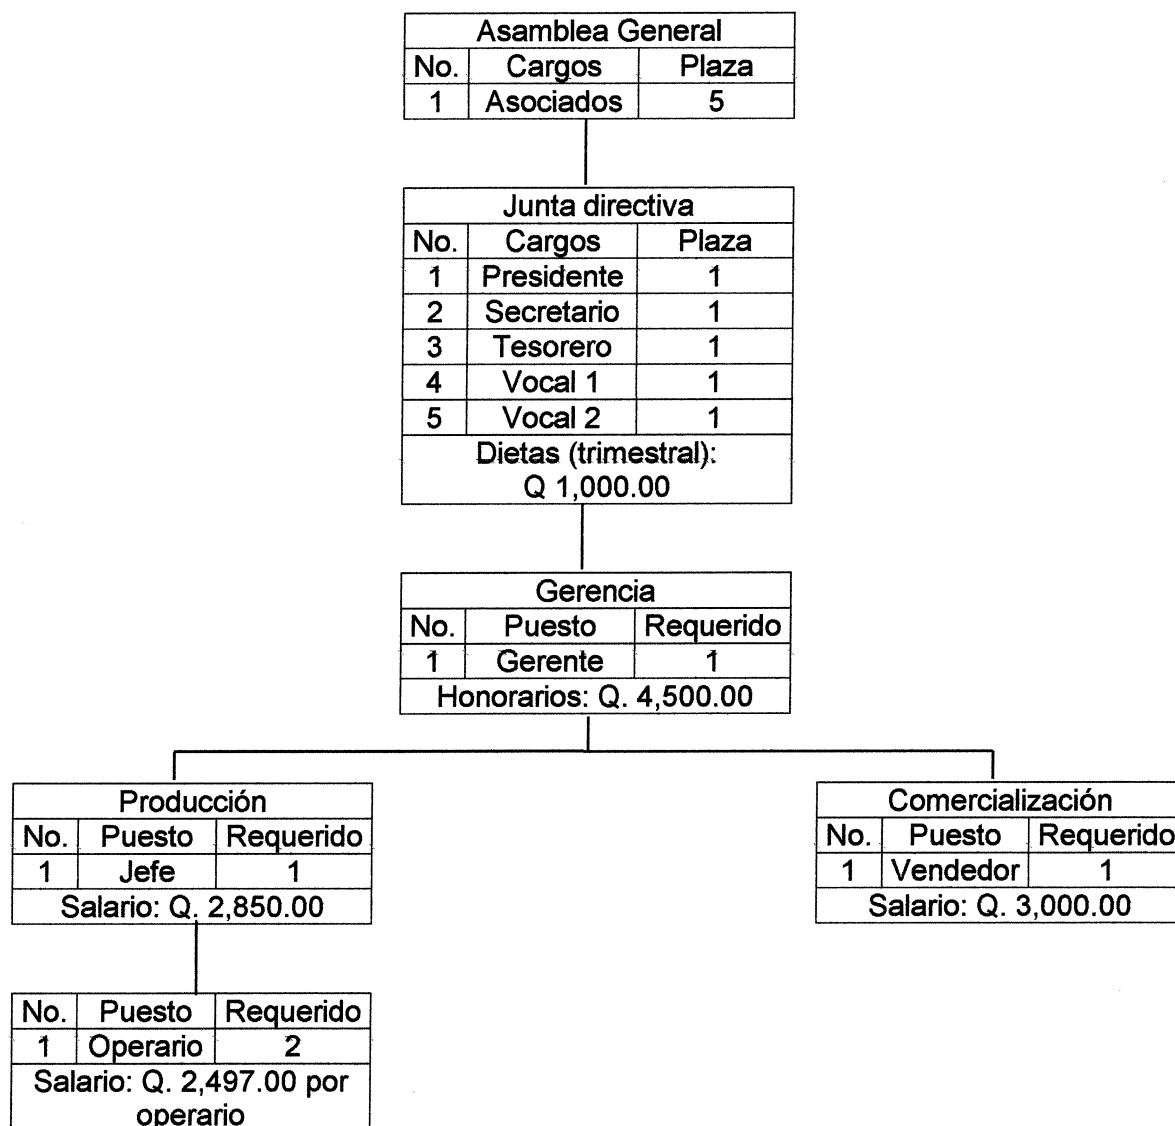 Asamblea General
No. Cargos Plaza
1 Asociados 5
Junta directiva
No. Cargos Plaza
1 Presidente 1
2 Secretario 1
3 Tesorero 1
4 Vocal 1 1
5 Vocal 2 1
Dietas (trimestral):
Q 1,000.00
Gerencia
No. Puesto Requerido
1 Gerente 1
Honorarios: Q. 4,500.00
Producción
No. Puesto Requerido
1 Jefe 1
Salario: Q. 2,850.00
Comercialización
No. Puesto Requerido
1 Vendedor 1
Salario: Q. 3,000.00
No. Puesto Requerido
1 Operario 2
Salario: Q. 2,497.00 por
operario